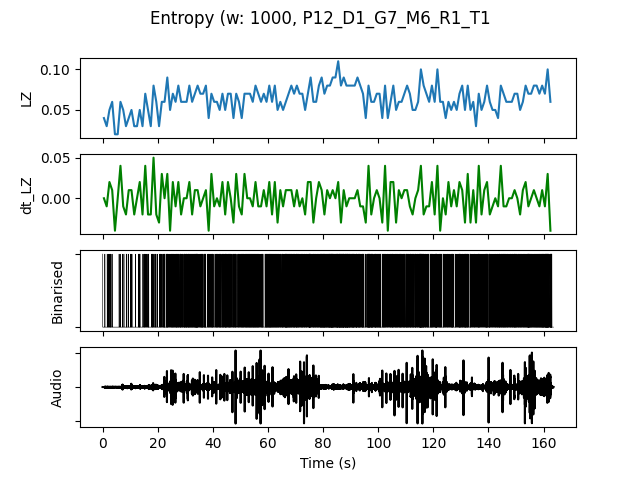 Entropy (w: 1000, P12_D1_G7_M6_R1_T1
0.10
0.05
LZ
0.05
0.00
dt_LZ
Binarised
Audio
0 20 40 60 80 100 120 140 160
Time (s)